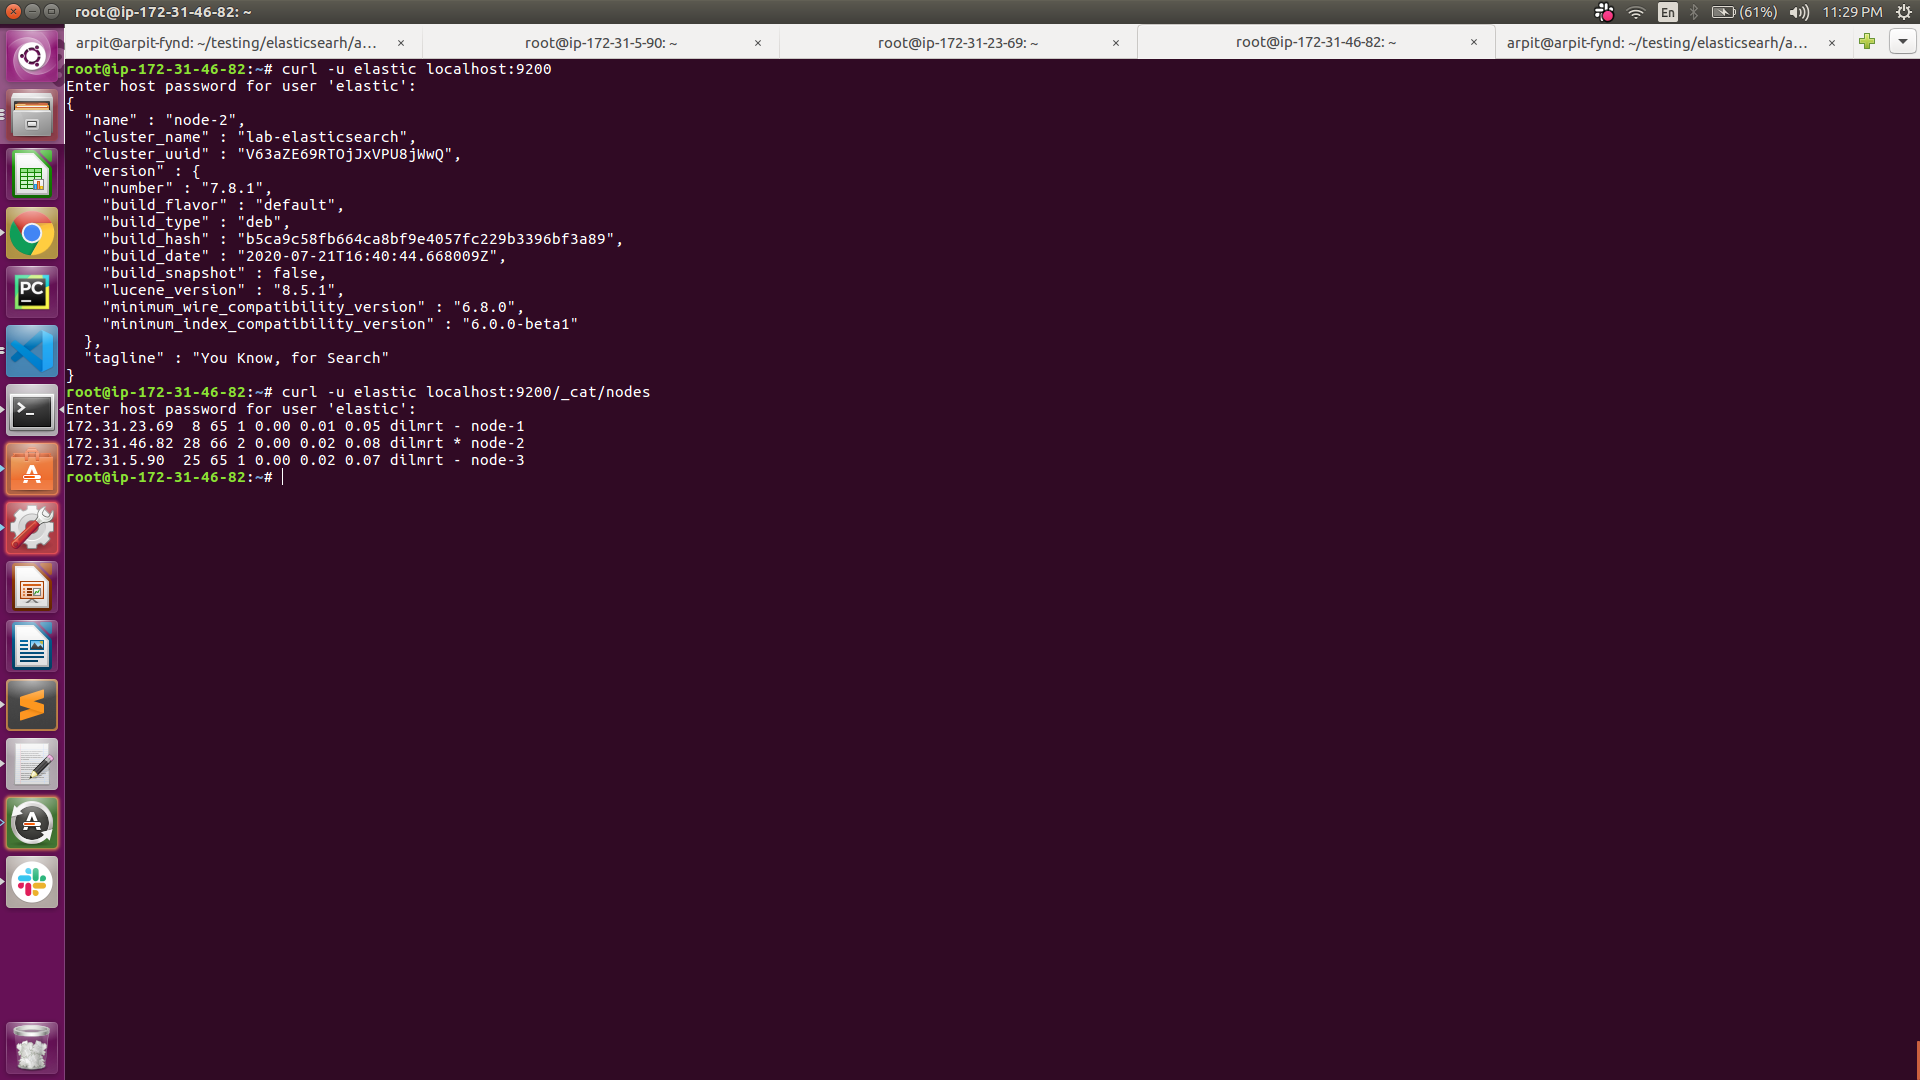 root@ip-172-31-46-82: ~
En
(61%)
11:29 PM
arpit@arpit-fynd: ~/testing/elasticsearh/a... ×
root@ip-172-31-5-90: ~ ×
root@ip-172-31-23-69: ~ ×
root@ip-172-31-46-82: ~ ×
arpit@arpit-fynd: ~/testing/elasticsearh/a... ×
root@ip-172-31-46-82:~# curl -u elastic localhost:9200
Enter host password for user 'elastic':
{
  "name" : "node-2",
  "cluster_name" : "lab-elasticsearch",
  "cluster_uuid" : "V63aZE69RTOjJxVPU8jWwQ",
  "version" : {
    "number" : "7.8.1",
    "build_flavor" : "default",
    "build_type" : "deb",
    "build_hash" : "b5ca9c58fb664ca8bf9e4057fc229b3396bf3a89",
    "build_date" : "2020-07-21T16:40:44.668009Z",
    "build_snapshot" : false,
    "lucene_version" : "8.5.1",
    "minimum_wire_compatibility_version" : "6.8.0",
    "minimum_index_compatibility_version" : "6.0.0-beta1"
  },
  "tagline" : "You Know, for Search"
}
root@ip-172-31-46-82:~# curl -u elastic localhost:9200/_cat/nodes
Enter host password for user 'elastic':
172.31.23.69  8 65 1 0.00 0.01 0.05 dilmrt - node-1
172.31.46.82 28 66 2 0.00 0.02 0.08 dilmrt * node-2
172.31.5.90  25 65 1 0.00 0.02 0.07 dilmrt - node-3
root@ip-172-31-46-82:~#
PC
>_